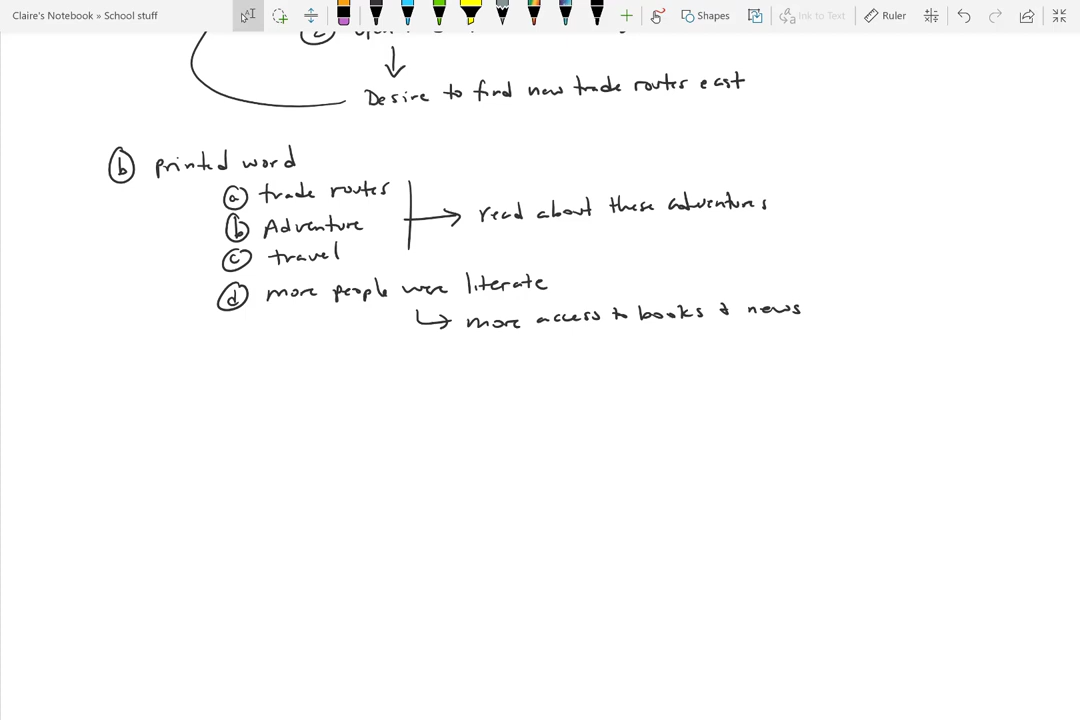 Claire's Notebook » School stuff
Shapes
Ink to Text
Ruler
Desire to find new trade routes east
b printed word
a trade routes
b Adventure
c travel
read about these adventures
d more people were literate
more access to books & news